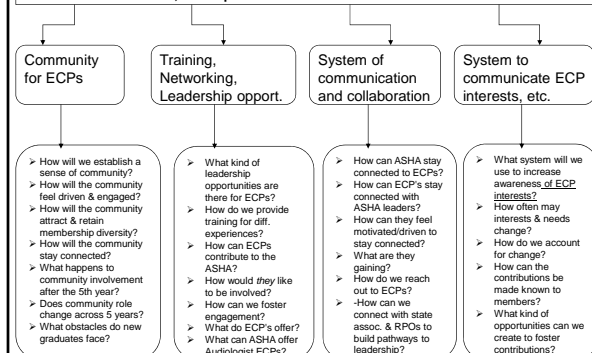 Community
for ECPs
Training,
Networking,
Leadership opport.
System of
communication
and collaboration
System to
communicate ECP
interests, etc.
➢ How will we establish a
sense of community?
➢ How will the community
feel driven & engaged?
➢ How will the community
attract & retain
membership diversity?
➢ How will the community
stay connected?
➢ What happens to
community involvement
after the 5th year?
➢ Does community role
change across 5 years?
➢ What obstacles do new
graduates face?
➢ What kind of
leadership
opportunities are
there for ECPs?
➢ How do we provide
training for diff.
experiences?
➢ How can ECPs
contribute to the
ASHA?
➢ How would they like
to be involved?
➢ How can we foster
engagement?
➢ What do ECP's offer?
➢ What can ASHA offer
Audiologist ECPs?
➢ How can ASHA stay
connected to ECPs?
➢ How can ECP's stay
connected with
ASHA leaders?
➢ How can they feel
motivated/driven to
stay connected?
➢ What are they
gaining?
➢ How do we reach
out to ECPs?
➢ -How can we
connect with state
assoc. & RPOs to
build pathways to
leadership?
➢ What system will we
use to increase
awareness of ECP
interests?
➢ How often may
interests & needs
change?
➢ How do we account
for change?
➢ How can the
contributions be
made known to
members?
➢ What kind of
opportunities can we
create to foster
contributions?